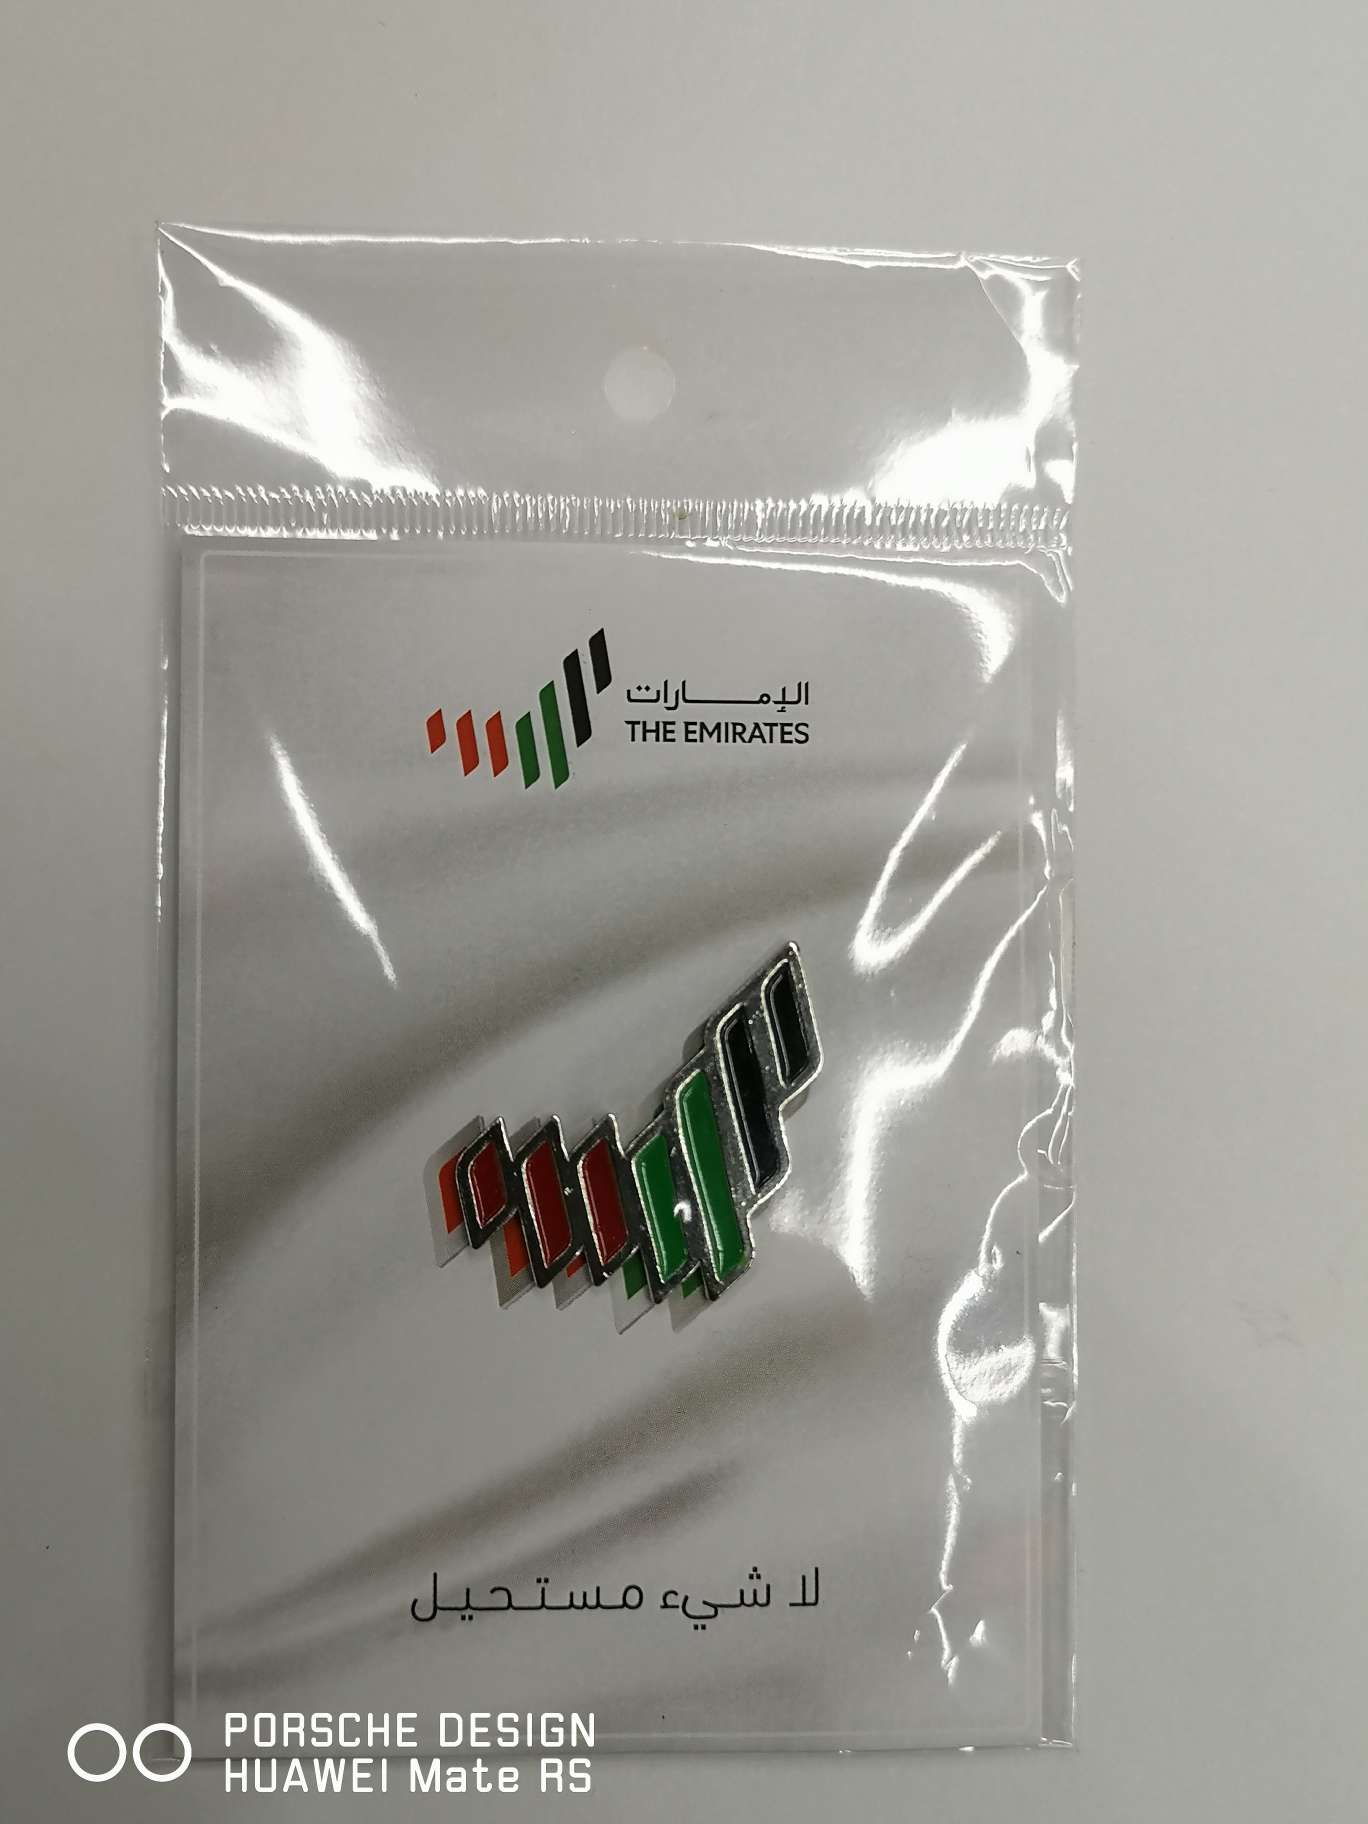 الإمارات
THE EMIRATES
لا شيء مستحيل
PORSCHE DESIGN
HUAWEI Mate RS